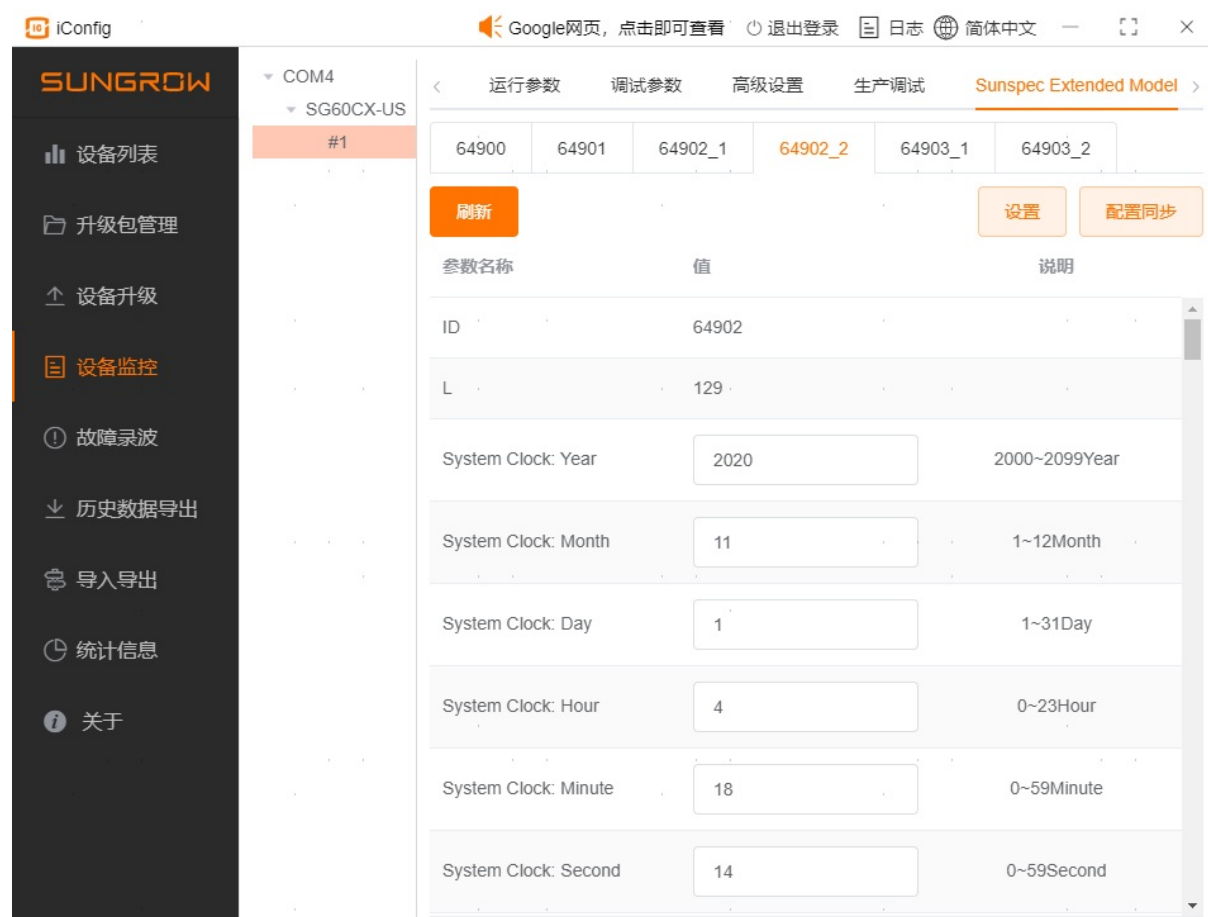 iConfig
Google网页，点击即可查看
退出登录
日志
简体中文
SUNGROW
设备列表
升级包管理
设备升级
设备监控
故障录波
历史数据导出
导入导出
统计信息
关于
COM4
SG60CX-US
#1
运行参数 调试参数 高级设置 生产调试 Sunspec Extended Model
64900 64901 64902_1 64902_2 64903_1 64903_2
刷新 设置 配置同步
参数名称 值 说明
ID 64902
L 129
System Clock: Year 2020 2000~2099Year
System Clock: Month 11 1~12Month
System Clock: Day 1 1~31Day
System Clock: Hour 4 0~23Hour
System Clock: Minute 18 0~59Minute
System Clock: Second 14 0~59Second